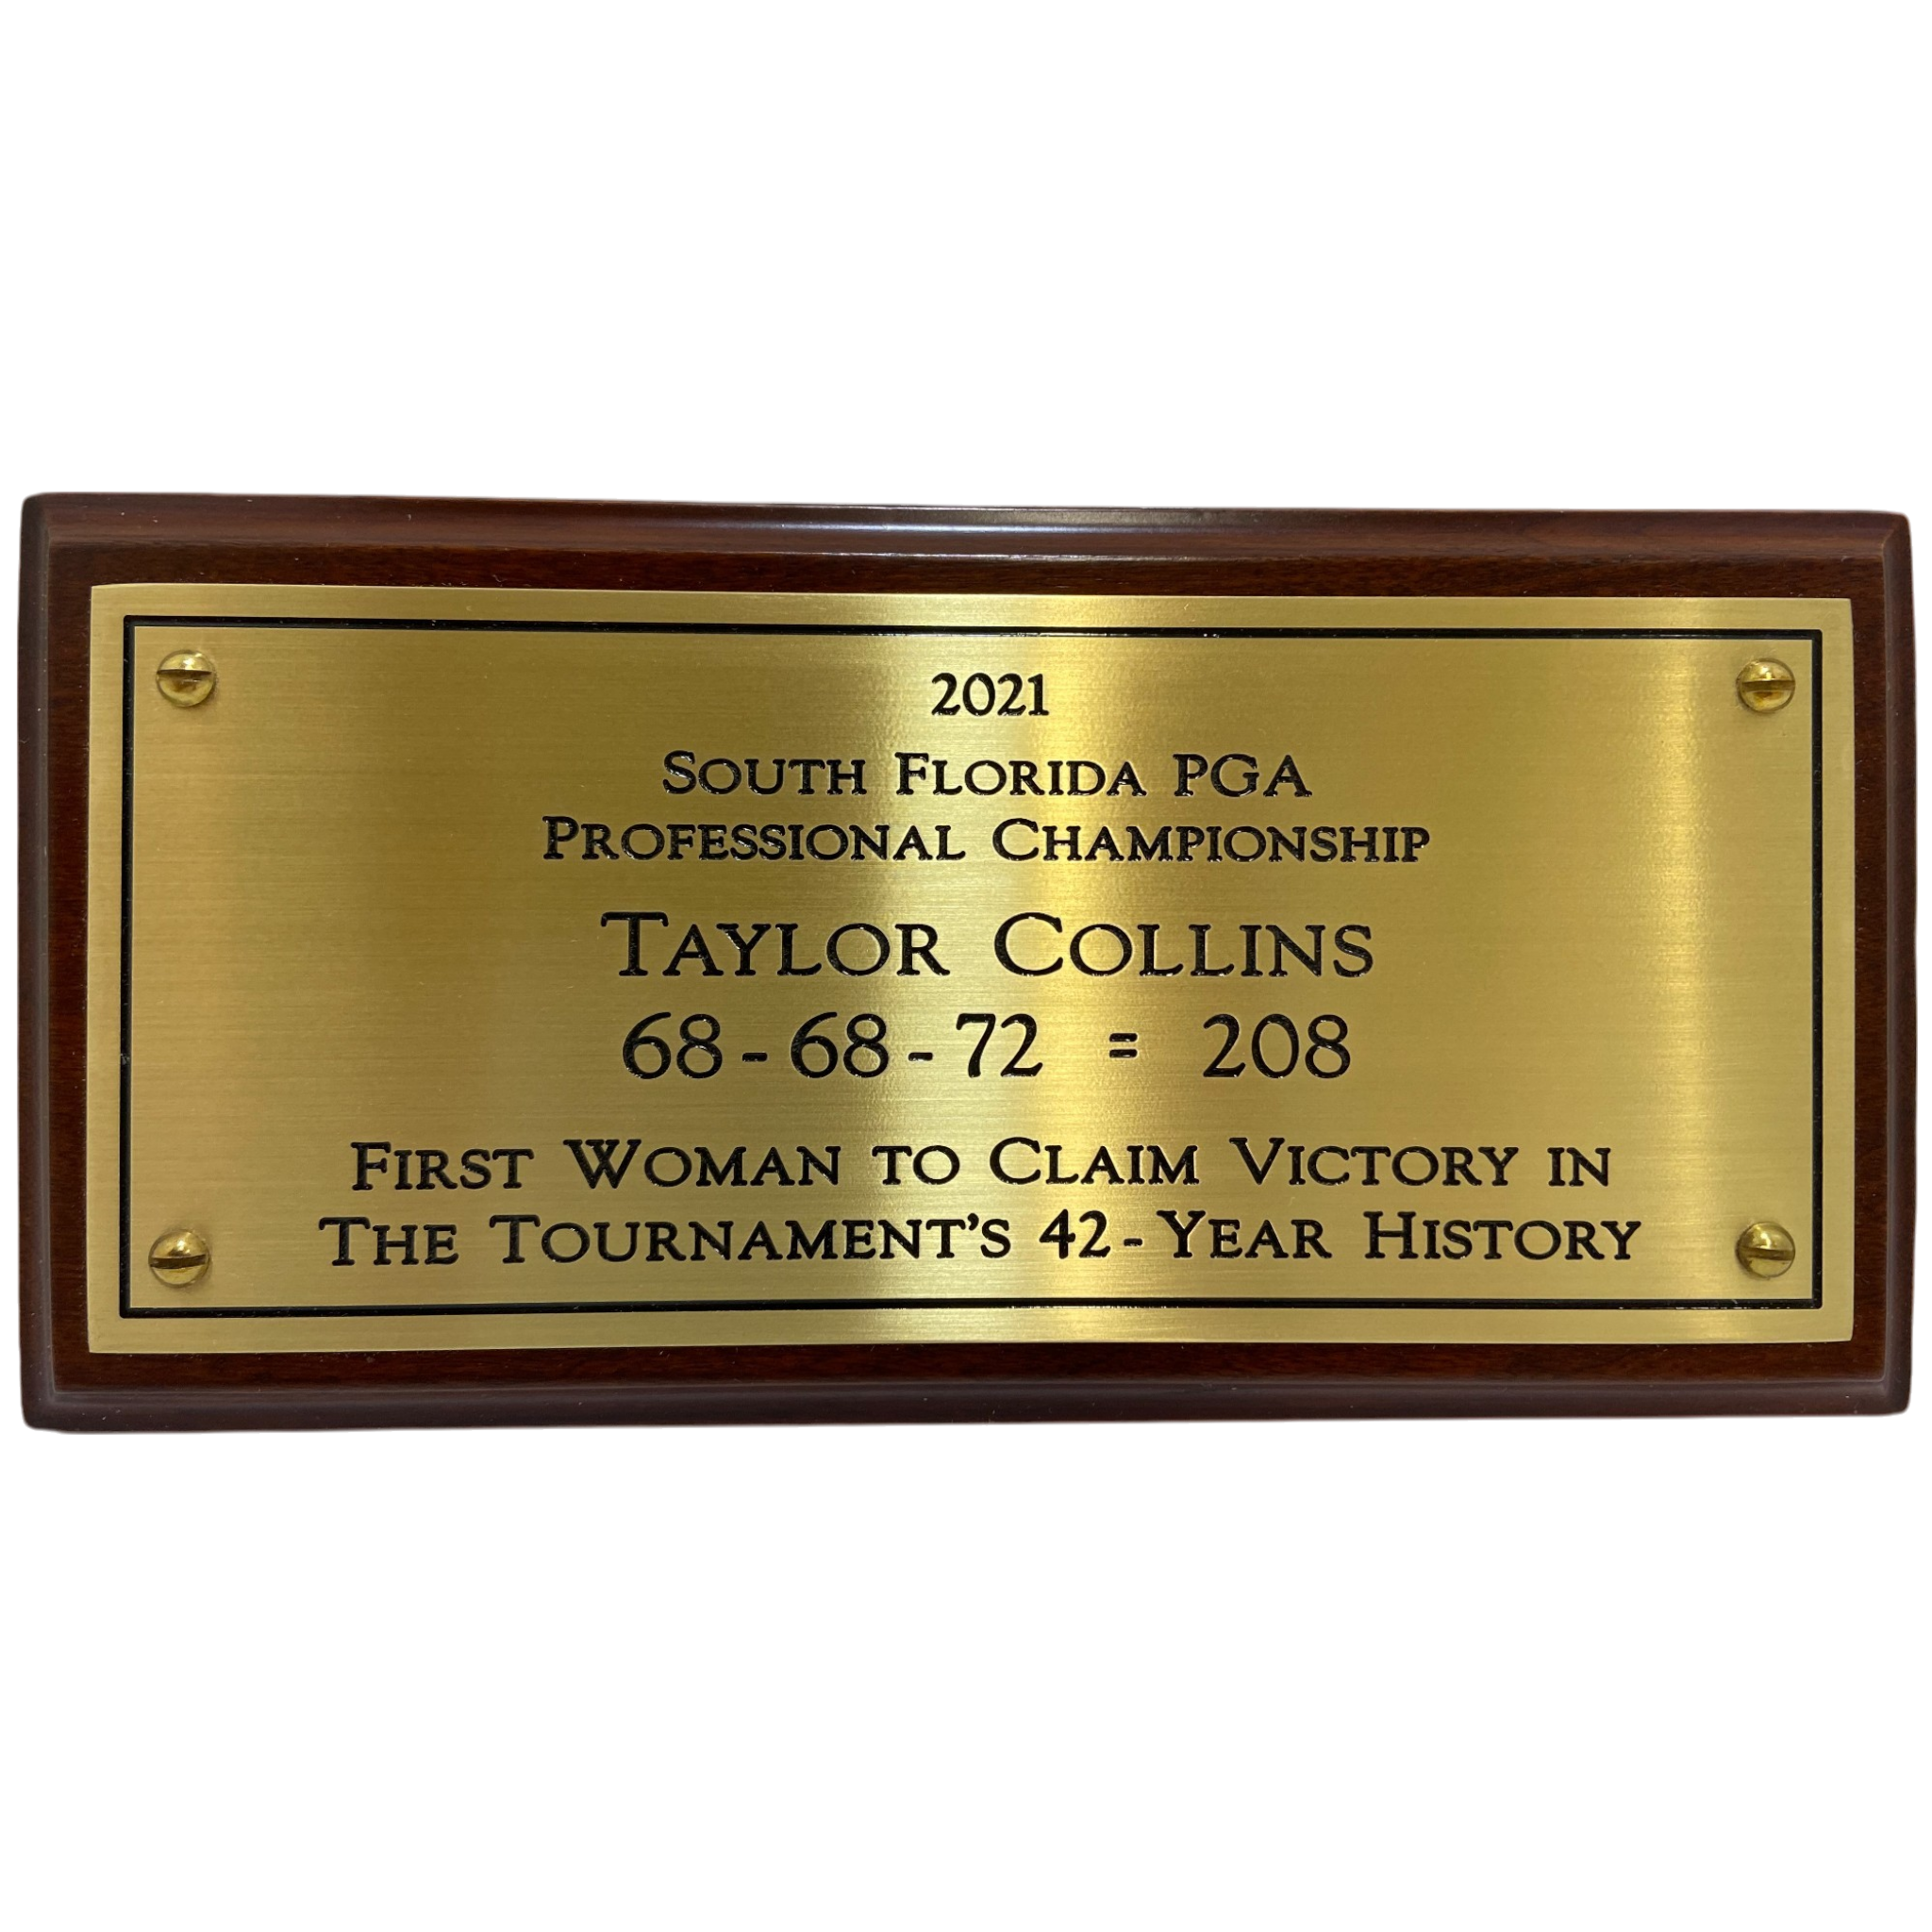 2021
South Florida PGA
Professional Championship
Taylor Collins
68-68-72 = 208
First Woman to Claim Victory in
The Tournament's 42-Year History